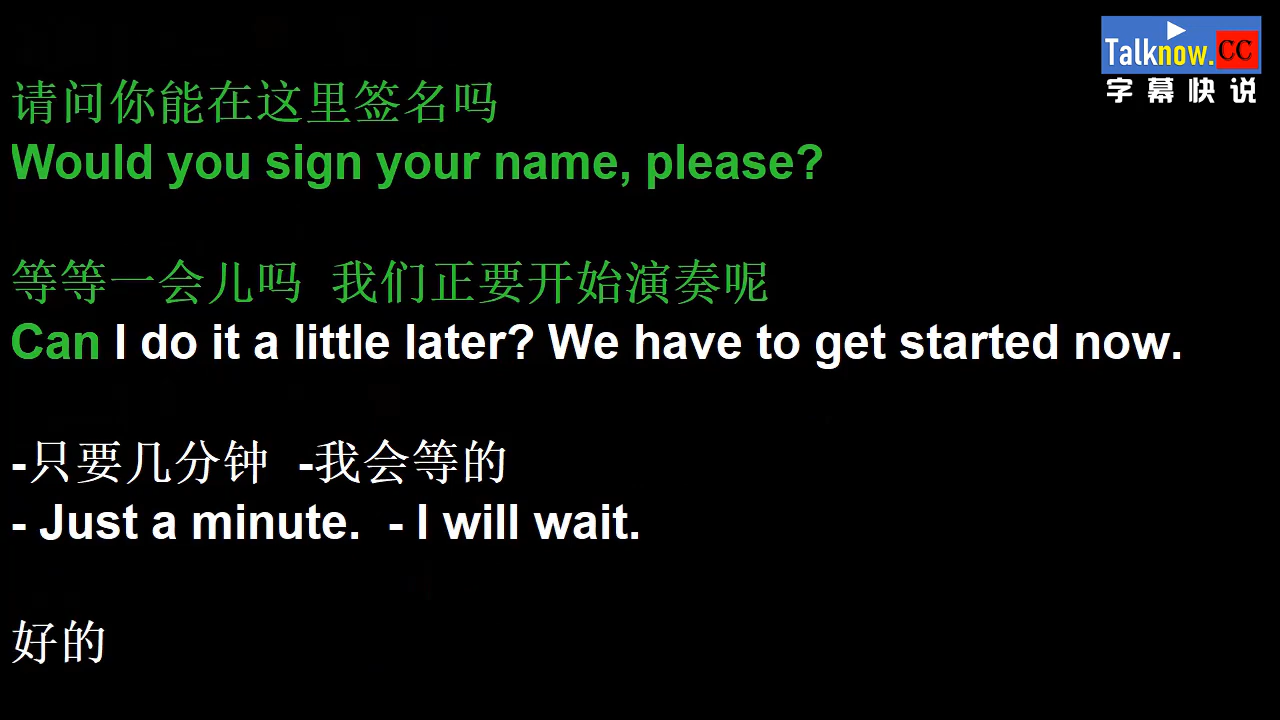 Talknow.CC
字幕快说
请问你能在这里签名吗
Would you sign your name, please?
等等一会儿吗 我们正要开始演奏呢
Can I do it a little later? We have to get started now.
-只要几分钟 -我会等的
- Just a minute. - I will wait.
好的